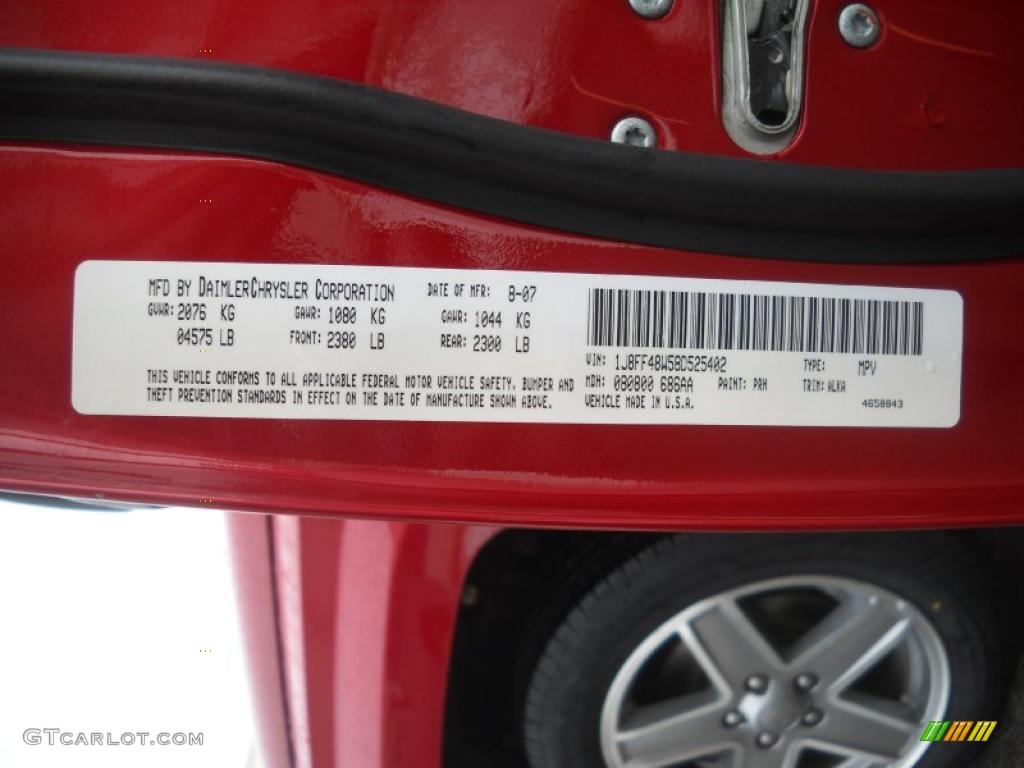 MFD BY DAIMLERCHRYSLER CORPORATION DATE OF MFR: 8-07
GVWR: 2076 KG GAWR: 1080 KG GAWR: 1044 KG
04575 LB FRONT: 2380 LB REAR: 2300 LB
THIS VEHICLE CONFORMS TO ALL APPLICABLE FEDERAL MOTOR VEHICLE SAFETY, BUMPER AND
THEFT PREVENTION STANDARDS IN EFFECT ON THE DATE OF MANUFACTURE SHOWN ABOVE.
VIN: 1J8FF48W58D525402 TYPE: MPV
MDH: 080800 686AA PAINT: PRH TRIM: ALKA
VEHICLE MADE IN U.S.A. 4658843
GTCARLOT.COM